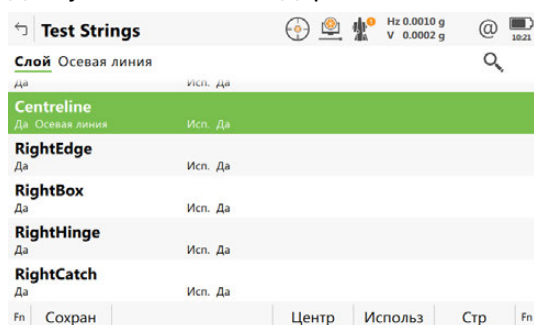 Test Strings
Hz 0.0010 g
V 0.0002 g
@
10:21
Слой Осевая линия
Да Исп. Да
Centreline
Да Осевая линия Исп. Да
RightEdge
Да Исп. Да
RightBox
Да Исп. Да
RightHinge
Да Исп. Да
RightCatch
Да Исп. Да
Fn Сохран Центр Использ Стр Fn